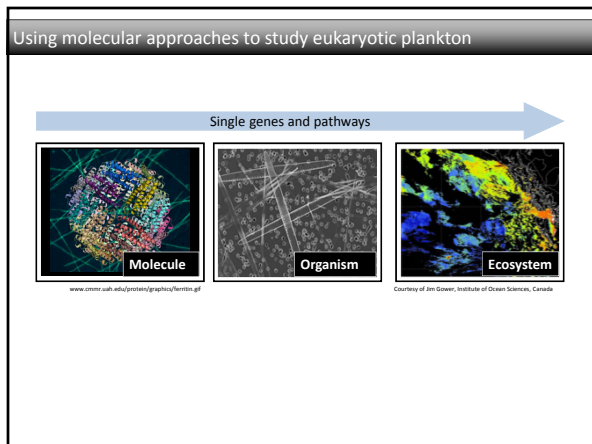 Using molecular approaches to study eukaryotic plankton
Single genes and pathways
Molecule
Organism
Ecosystem
www.cmmr.uah.edu/protein/graphics/ferritin.gif
Courtesy of Jim Gower, Institute of Ocean Sciences, Canada